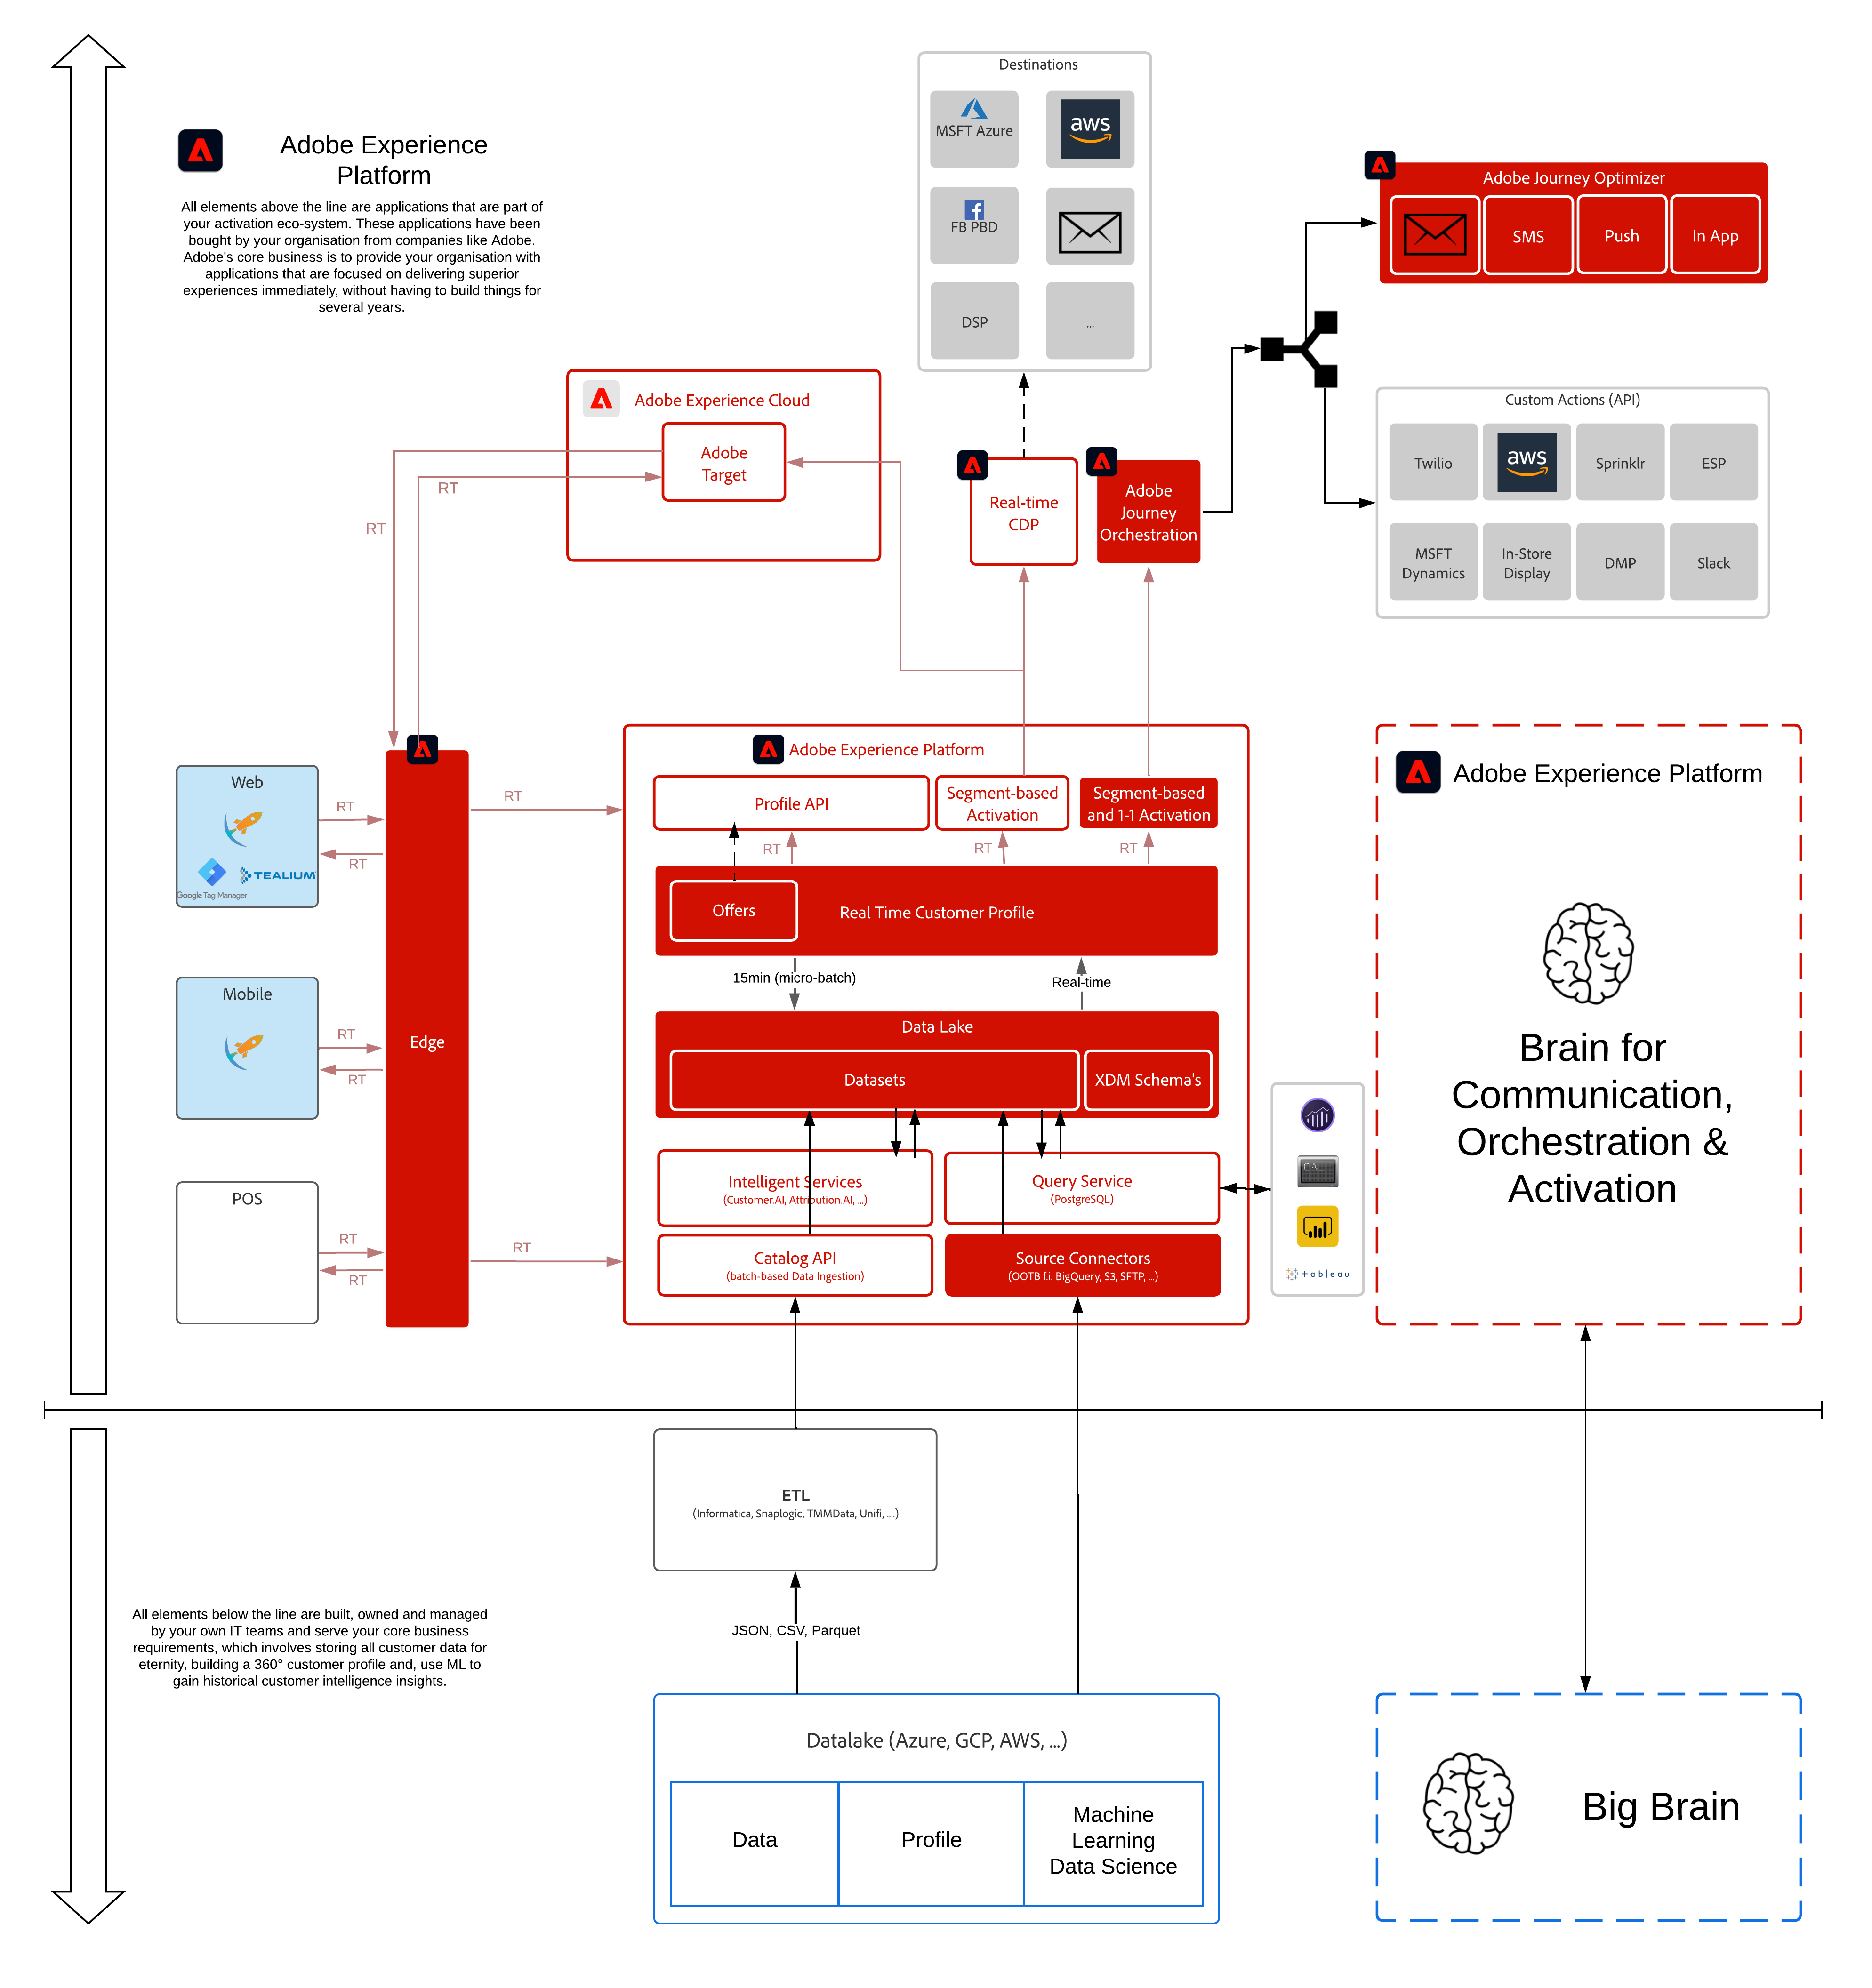 Destinations
MSFT Azure
aws
FB PBD
DSP
...
Adobe Experience
Platform
All elements above the line are applications that are part of
your activation eco-system. These applications have been
bought by your organisation from companies like Adobe.
Adobe's core business is to provide your organisation with
applications that are focused on delivering superior
experiences immediately, without having to build things for
several years.
Adobe Journey Optimizer
SMS
Push
In App
Custom Actions (API)
Twilio
aws
Sprinklr
ESP
MSFT
Dynamics
In-Store
Display
DMP
Slack
Adobe Experience Cloud
Adobe
Target
RT
RT
Real-time
CDP
Adobe
Journey
Orchestration
Web
Google Tag Manager
TEALIUM
RT
RT
Mobile
RT
RT
POS
RT
RT
Edge
RT
RT
Adobe Experience Platform
Profile API
Segment-based
Activation
Segment-based
and 1-1 Activation
RT
RT
RT
Offers
Real Time Customer Profile
15min (micro-batch)
Real-time
Data Lake
Datasets
XDM Schema's
Intelligent Services
(Customer.AI, Attribution.AI, ...)
Query Service
(PostgreSQL)
Catalog API
(batch-based Data Ingestion)
Source Connectors
(OOTB f.i. BigQuery, S3, SFTP, ...)
+ableau
Adobe Experience Platform
Brain for
Communication,
Orchestration &
Activation
ETL
(Informatica, Snaplogic, TMMData, Unifi, ....)
JSON, CSV, Parquet
All elements below the line are built, owned and managed
by your own IT teams and serve your core business
requirements, which involves storing all customer data for
eternity, building a 360° customer profile and, use ML to
gain historical customer intelligence insights.
Datalake (Azure, GCP, AWS, ...)
Data
Profile
Machine
Learning
Data Science
Big Brain